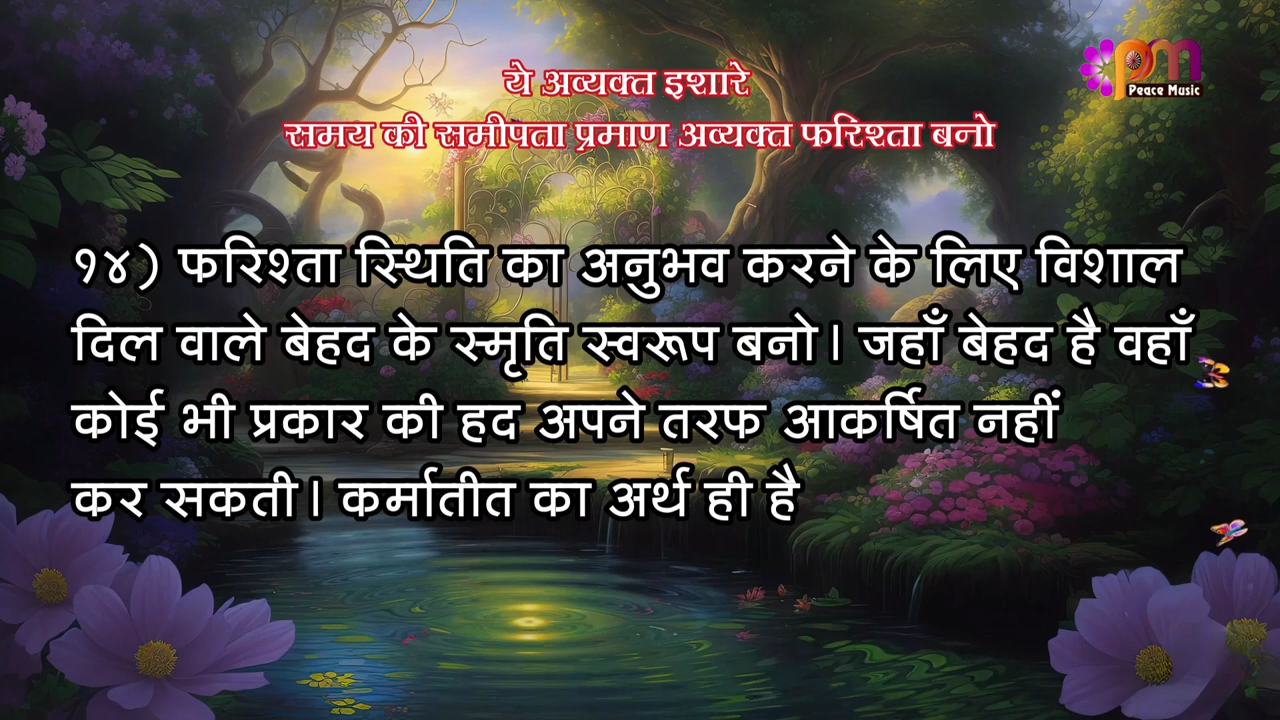 ये अव्यक्त इशारे
समय की समीपता प्रमाण अव्यक्त फरिश्ता बनो
pm
Peace Music
१४) फरिश्ता स्थिति का अनुभव करने के लिए विशाल
दिल वाले बेहद के स्मृति स्वरूप बनो। जहाँ बेहद है वहाँ
कोई भी प्रकार की हद अपने तरफ आकर्षित नहीं
कर सकती। कर्मातीत का अर्थ ही है